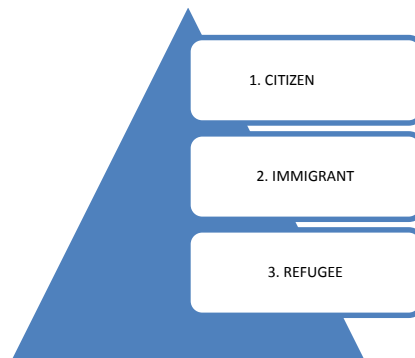 1. CITIZEN
2. IMMIGRANT
3. REFUGEE